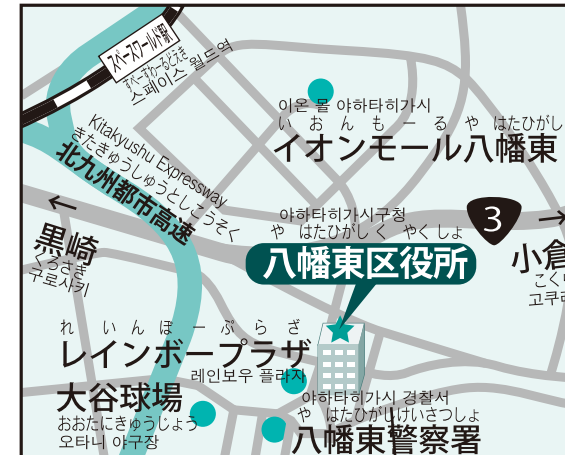 スペースワールド駅
すぺーすわーるどえき
스페이스 월드역
이온 몰 야하타히가시
いおんもーる や はたひがし
イオンモール八幡東
Kitakyushu Expressway
きたきゅうしゅうとしこうそく
北九州都市高速
←
黒崎
くろさき
구로사키
야하타히가시구청
や はたひがしく やくしょ
八幡東区役所
3
→
小倉
こくら
고쿠라
れいんぼーぷらざ
レインボープラザ
레인보우 플라자
大谷球場
おおたにきゅうじょう
오타니 야구장
야하타히가시 경찰서
や はたひがしけいさつしょ
八幡東警察署